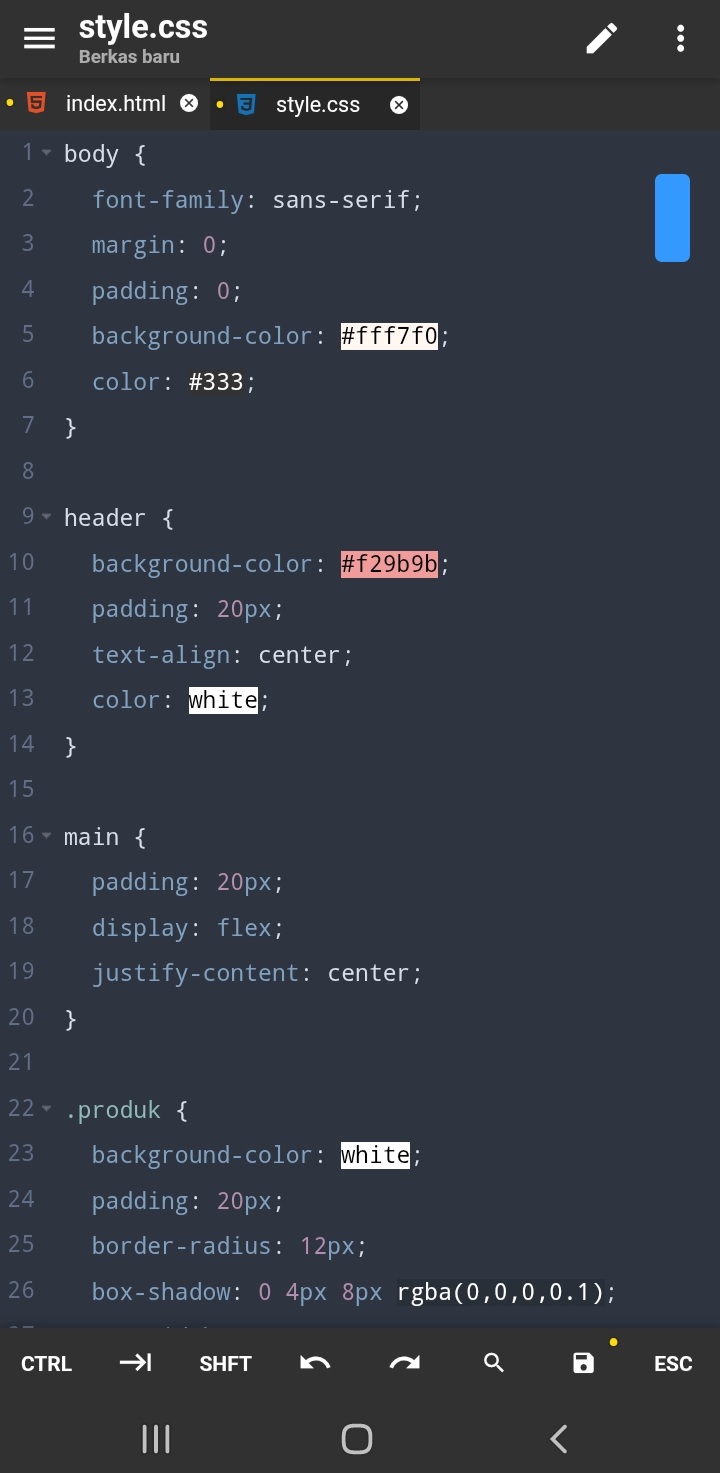 style.css
Berkas baru
index.html
style.css
1 body {
2 font-family: sans-serif;
3 margin: 0;
4 padding: 0;
5 background-color: #fff7f0;
6 color: #333;
7 }
8
9 header {
10 background-color: #f29b9b;
11 padding: 20px;
12 text-align: center;
13 color: white;
14 }
15
16 main {
17 padding: 20px;
18 display: flex;
19 justify-content: center;
20 }
21
22 .produk {
23 background-color: white;
24 padding: 20px;
25 border-radius: 12px;
26 box-shadow: 0 4px 8px rgba(0,0,0,0.1);
CTRL SHFT ESC